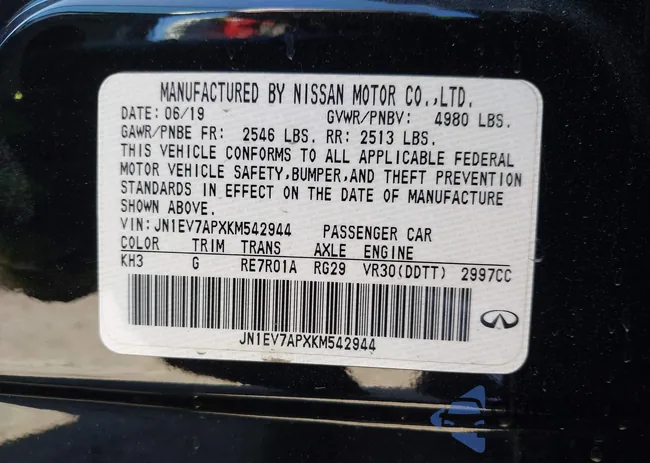 MANUFACTURED BY NISSAN MOTOR CO.,LTD.
DATE: 06/19 GVWR/PNBV: 4980 LBS.
GAWR/PNBE FR: 2546 LBS. RR: 2513 LBS.
THIS VEHICLE CONFORMS TO ALL APPLICABLE FEDERAL
MOTOR VEHICLE SAFETY,BUMPER,AND THEFT PREVENTION
STANDARDS IN EFFECT ON THE DATE OF MANUFACTURE
SHOWN ABOVE.
VIN: JN1EV7APXKM542944 PASSENGER CAR
COLOR TRIM TRANS AXLE ENGINE
KH3 G RE7R01A RG29 VR30(DDTT) 2997CC
JN1EV7APXKM542944